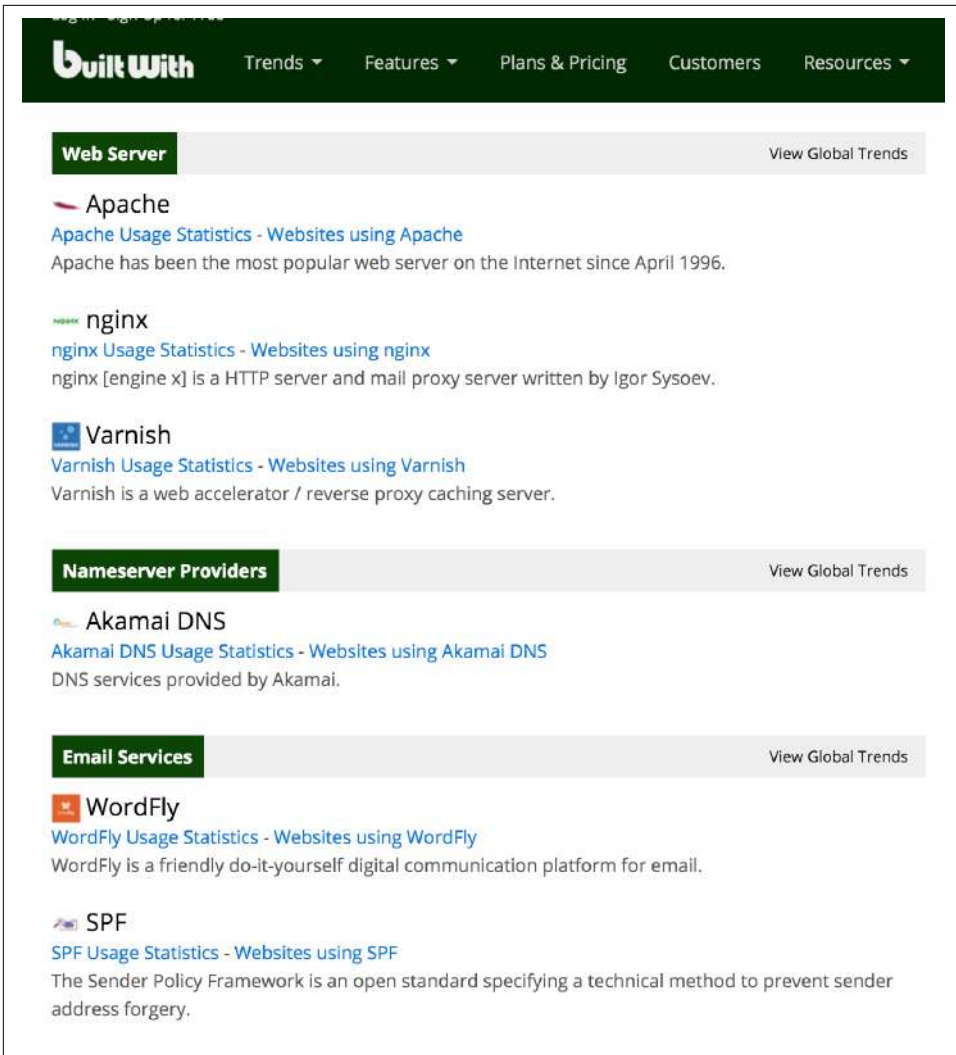 Log In · Sign Up for Free
builtwith
Trends
Features
Plans & Pricing
Customers
Resources
Web Server
View Global Trends
Apache
Apache Usage Statistics - Websites using Apache
Apache has been the most popular web server on the Internet since April 1996.
nginx
nginx Usage Statistics - Websites using nginx
nginx [engine x] is a HTTP server and mail proxy server written by Igor Sysoev.
Varnish
Varnish Usage Statistics - Websites using Varnish
Varnish is a web accelerator / reverse proxy caching server.
Nameserver Providers
View Global Trends
Akamai DNS
Akamai DNS Usage Statistics - Websites using Akamai DNS
DNS services provided by Akamai.
Email Services
View Global Trends
WordFly
WordFly Usage Statistics - Websites using WordFly
WordFly is a friendly do-it-yourself digital communication platform for email.
SPF
SPF Usage Statistics - Websites using SPF
The Sender Policy Framework is an open standard specifying a technical method to prevent sender
address forgery.